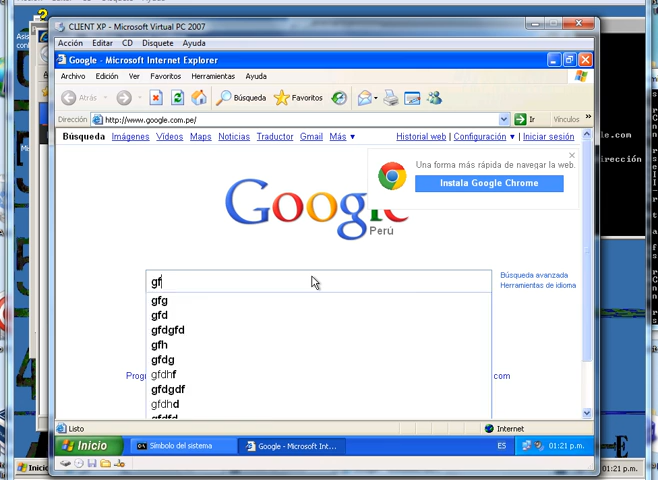 CLIENT XP - Microsoft Virtual PC 2007
Acción Editar CD Disquete Ayuda
Google - Microsoft Internet Explorer
Archivo Edición Ver Favoritos Herramientas Ayuda
Atrás Búsqueda Favoritos
Dirección http://www.google.com.pe/ Ir Vínculos
Búsqueda Imágenes Vídeos Maps Noticias Traductor Gmail Más Historial web | Configuración | Iniciar sesión
Una forma más rápida de navegar la web.
Instala Google Chrome
Google
Perú
gf
Búsqueda avanzada
Herramientas de idioma
gfg
gfd
gfdgfd
gfh
gfdg
gfdhf
gfdgdf
gfdhd
gfdfd
com
Listo Internet
Inicio Símbolo del sistema Google - Microsoft Int... ES 01:21 p.m.
Inicio 01:21 p.m.